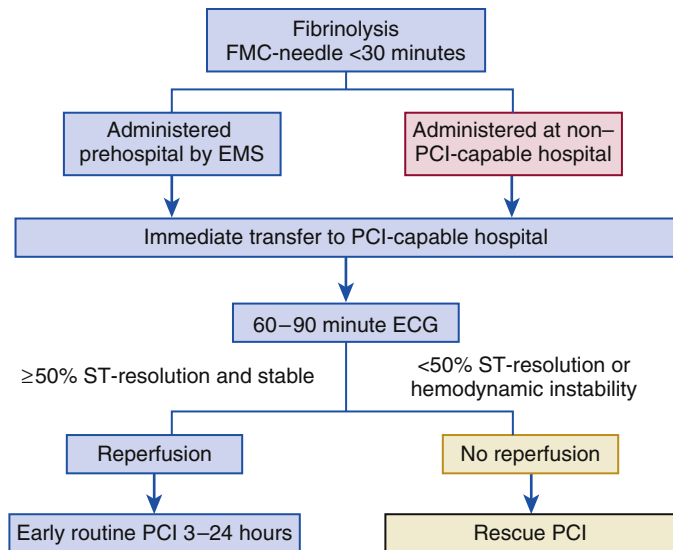 Fibrinolysis
FMC-needle <30 minutes
Administered
prehospital by EMS
Administered at non–
PCI-capable hospital
Immediate transfer to PCI-capable hospital
60–90 minute ECG
≥50% ST-resolution and stable
<50% ST-resolution or
hemodynamic instability
Reperfusion
No reperfusion
Early routine PCI 3–24 hours
Rescue PCI